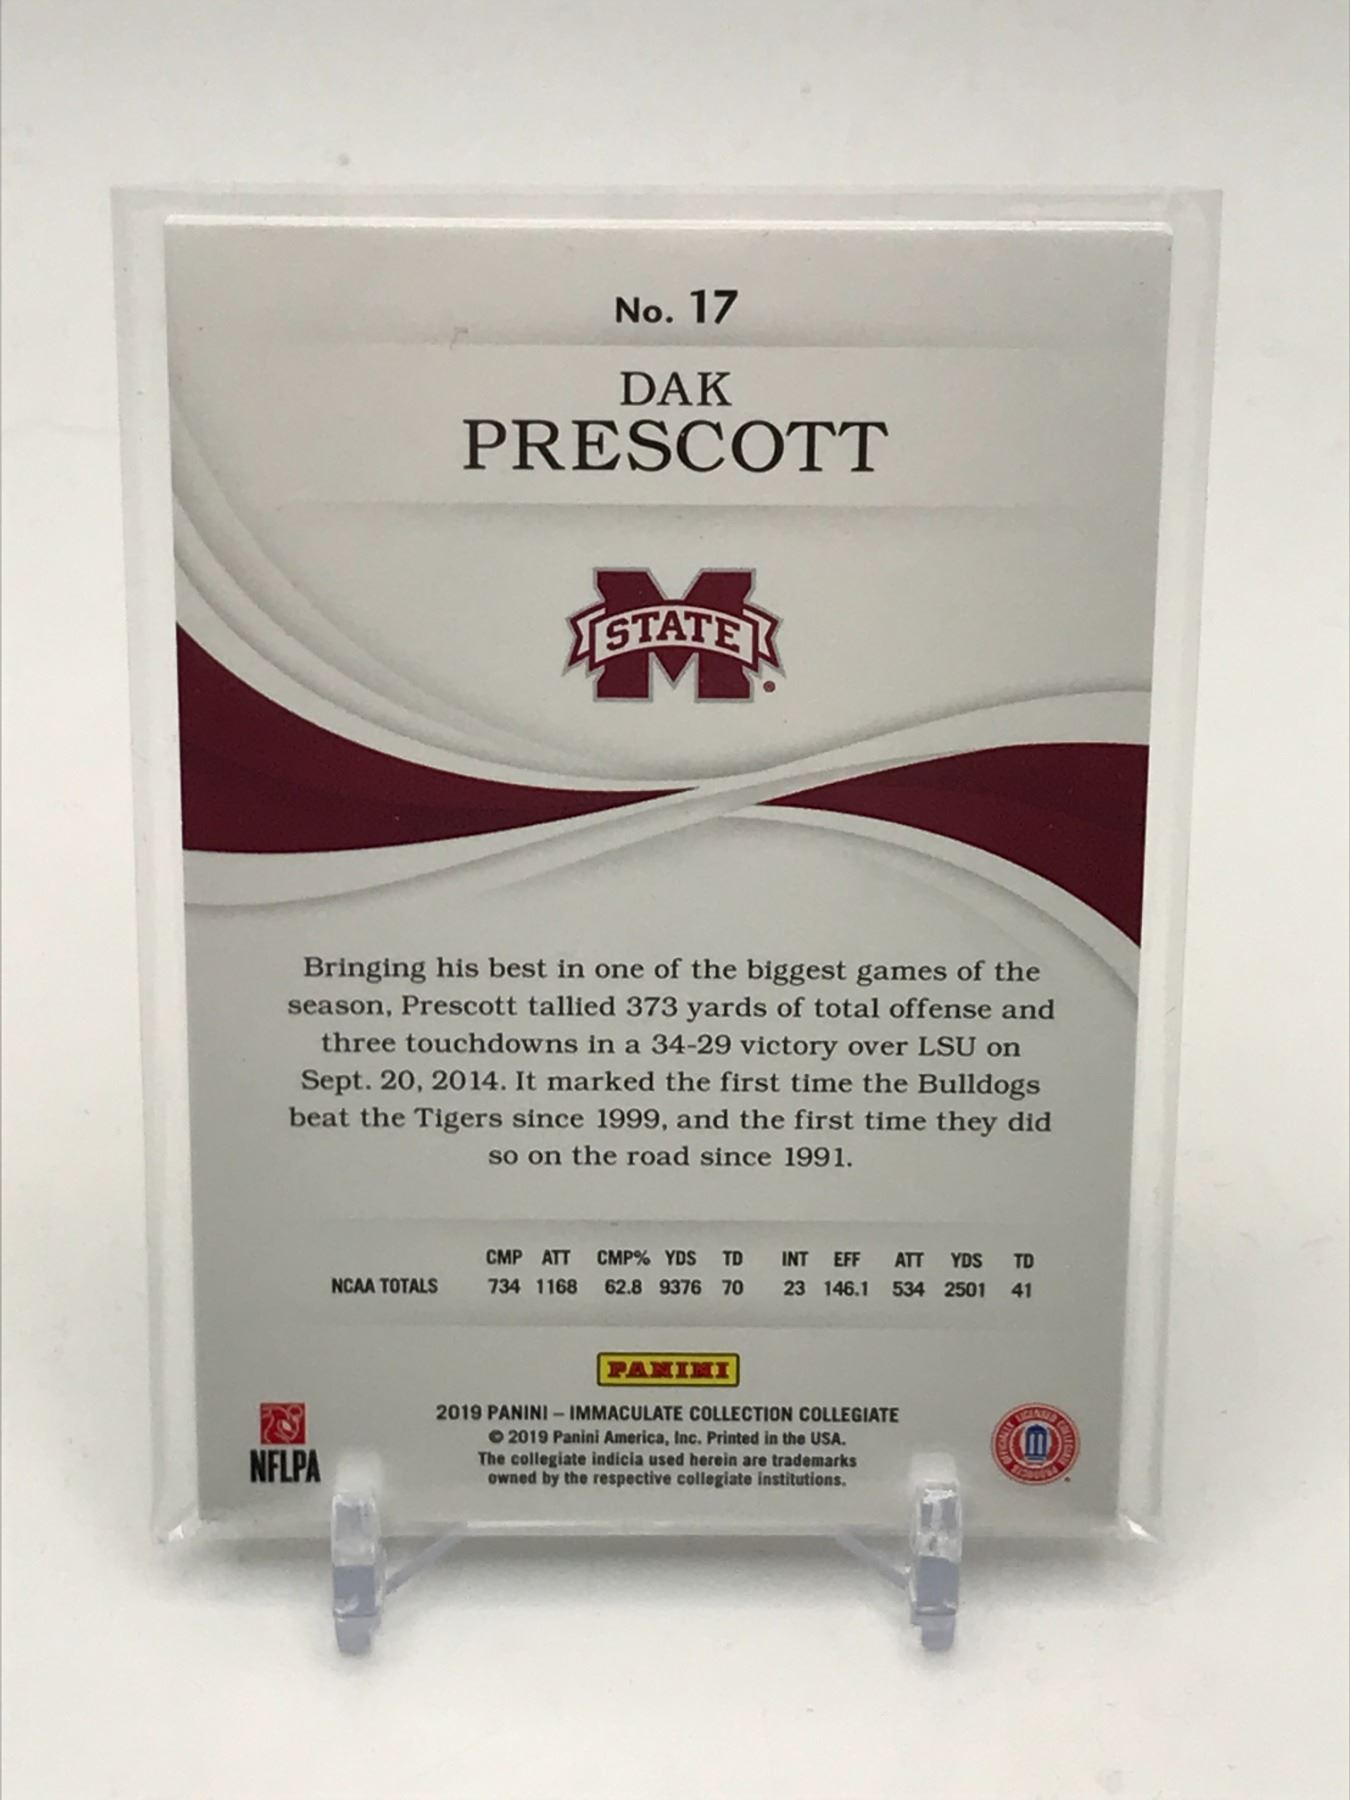 No. 17
DAK
PRESCOTT
STATE
Bringing his best in one of the biggest games of the
season, Prescott tallied 373 yards of total offense and
three touchdowns in a 34-29 victory over LSU on
Sept. 20, 2014. It marked the first time the Bulldogs
beat the Tigers since 1999, and the first time they did
so on the road since 1991.
CMP ATT CMP% YDS TD INT EFF ATT YDS TD
NCAA TOTALS 734 1168 62.8 9376 70 23 146.1 534 2501 41
PANINI
2019 PANINI – IMMACULATE COLLECTION COLLEGIATE
© 2019 Panini America, Inc. Printed in the USA.
The collegiate indicia used herein are trademarks
owned by the respective collegiate institutions.
NFLPA
OFFICIALLY LICENSED COLLEGIATE PRODUCTS